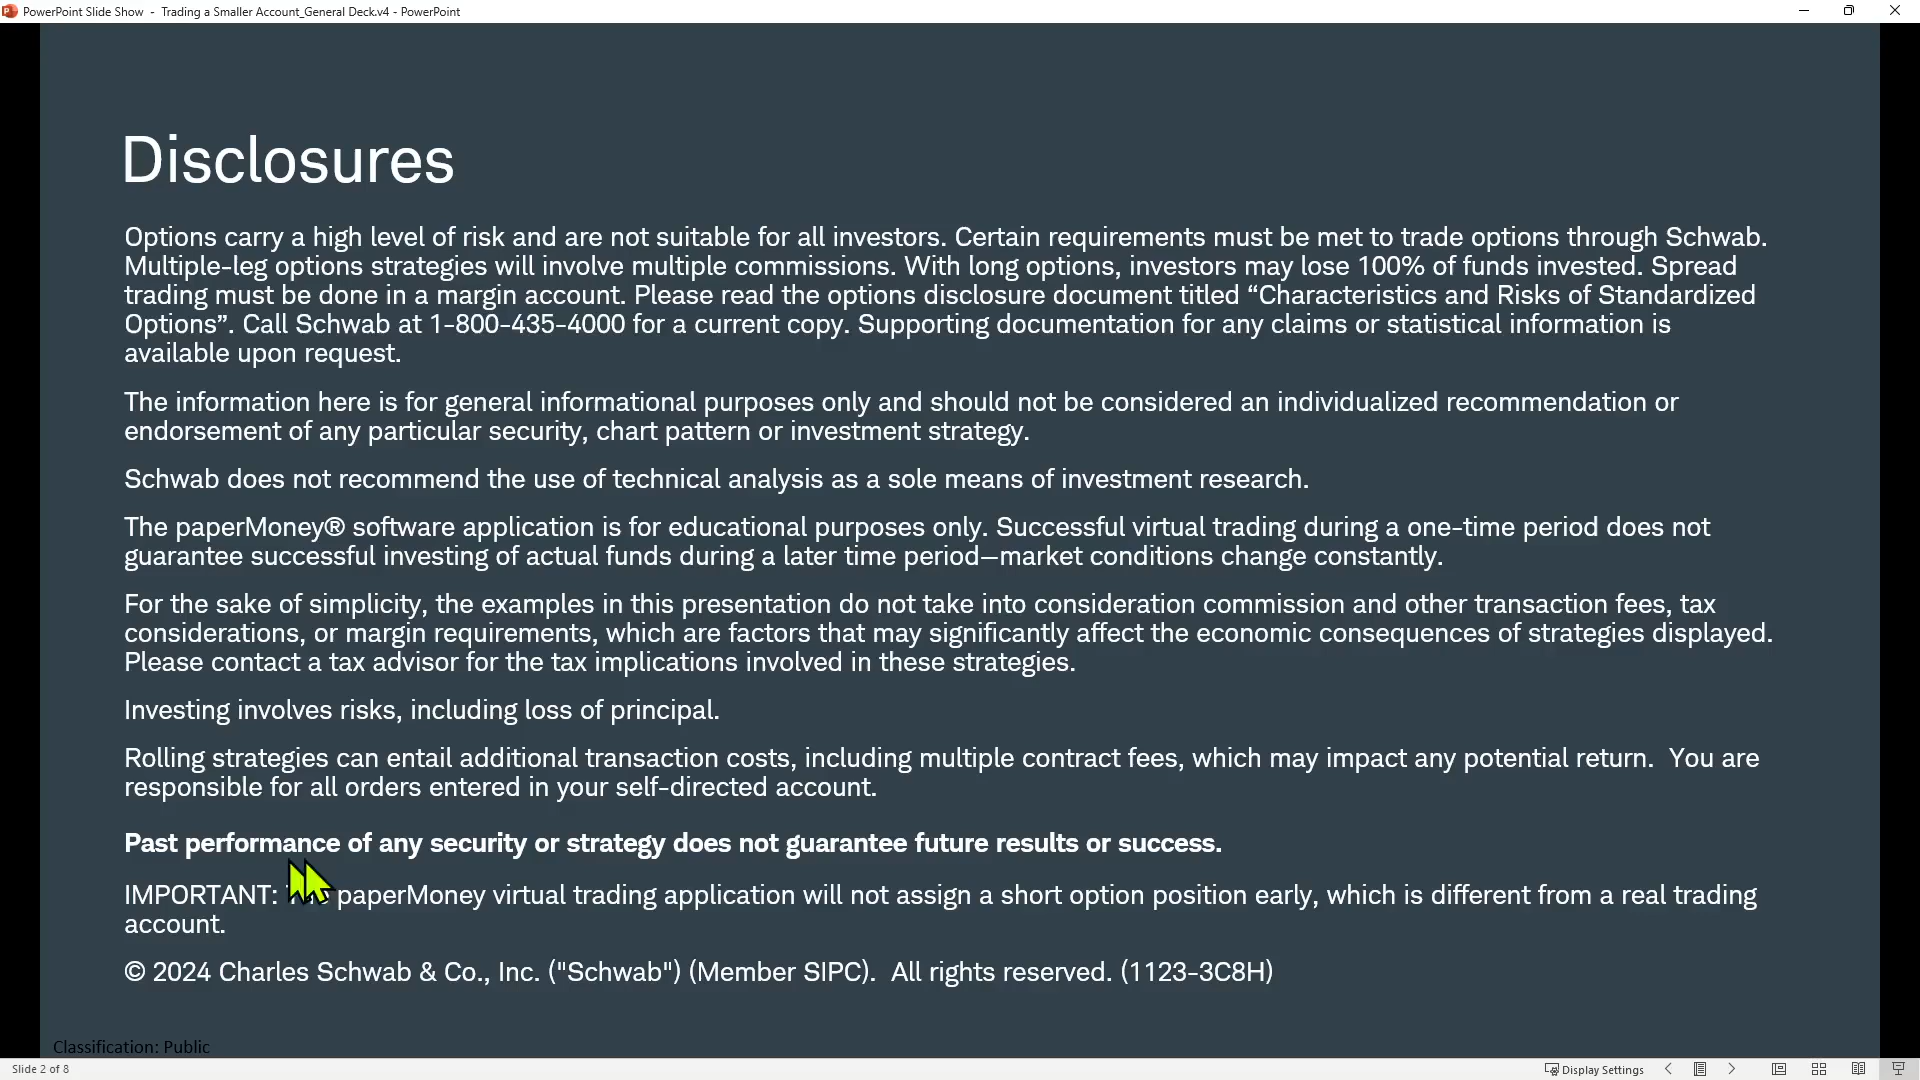 PowerPoint Slide Show - Trading a Smaller Account_General Deck.v4 - PowerPoint
Disclosures
Options carry a high level of risk and are not suitable for all investors. Certain requirements must be met to trade options through Schwab.
Multiple-leg options strategies will involve multiple commissions. With long options, investors may lose 100% of funds invested. Spread
trading must be done in a margin account. Please read the options disclosure document titled “Characteristics and Risks of Standardized
Options”. Call Schwab at 1-800-435-4000 for a current copy. Supporting documentation for any claims or statistical information is
available upon request.
The information here is for general informational purposes only and should not be considered an individualized recommendation or
endorsement of any particular security, chart pattern or investment strategy.
Schwab does not recommend the use of technical analysis as a sole means of investment research.
The paperMoney® software application is for educational purposes only. Successful virtual trading during a one-time period does not
guarantee successful investing of actual funds during a later time period—market conditions change constantly.
For the sake of simplicity, the examples in this presentation do not take into consideration commission and other transaction fees, tax
considerations, or margin requirements, which are factors that may significantly affect the economic consequences of strategies displayed.
Please contact a tax advisor for the tax implications involved in these strategies.
Investing involves risks, including loss of principal.
Rolling strategies can entail additional transaction costs, including multiple contract fees, which may impact any potential return.  You are
responsible for all orders entered in your self-directed account.
Past performance of any security or strategy does not guarantee future results or success.
IMPORTANT: paperMoney virtual trading application will not assign a short option position early, which is different from a real trading
account.
© 2024 Charles Schwab & Co., Inc. ("Schwab") (Member SIPC).  All rights reserved. (1123-3C8H)
Classification: Public
Slide 2 of 8
Display Settings